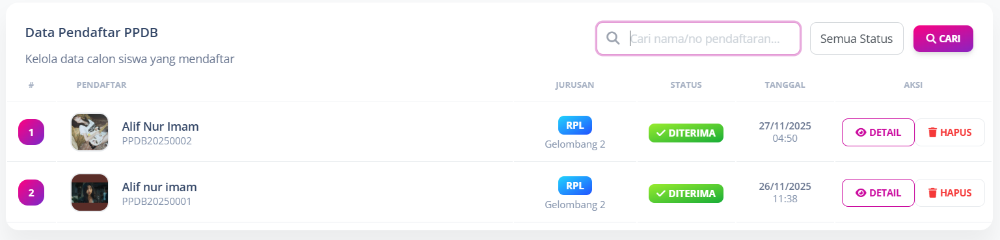 Data Pendaftar PPDB
Kelola data calon siswa yang mendaftar
Cari nama/no pendaftaran...
Semua Status
CARI
# PENDAFTAR JURUSAN STATUS TANGGAL AKSI
1 Alif Nur Imam RPL DITERIMA 27/11/2025 DETAIL HAPUS
PPDB20250002 Gelombang 2 04:50
2 Alif nur imam RPL DITERIMA 26/11/2025 DETAIL HAPUS
PPDB20250001 Gelombang 2 11:38